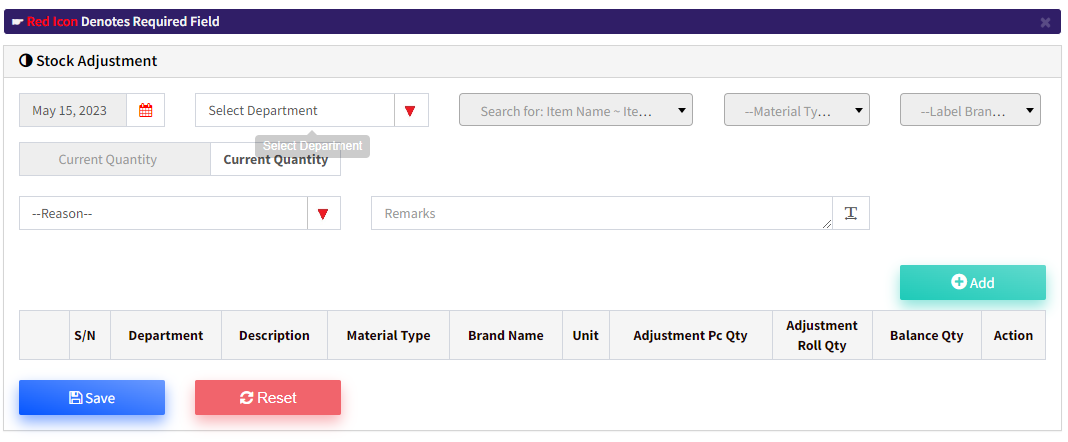 Red Icon Denotes Required Field
Stock Adjustment
May 15, 2023 Select Department Search for: Item Name ~ Ite... --Material Ty... --Label Bran...
Select Department
Current Quantity Current Quantity
--Reason-- Remarks
Add
S/N Department Description Material Type Brand Name Unit Adjustment Pc Qty Adjustment Roll Qty Balance Qty Action
Save Reset